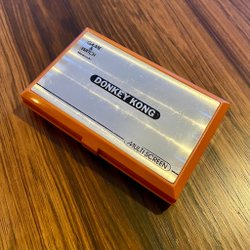 GAME &
WATCH
DONKEY KONG
MULTI SCREEN